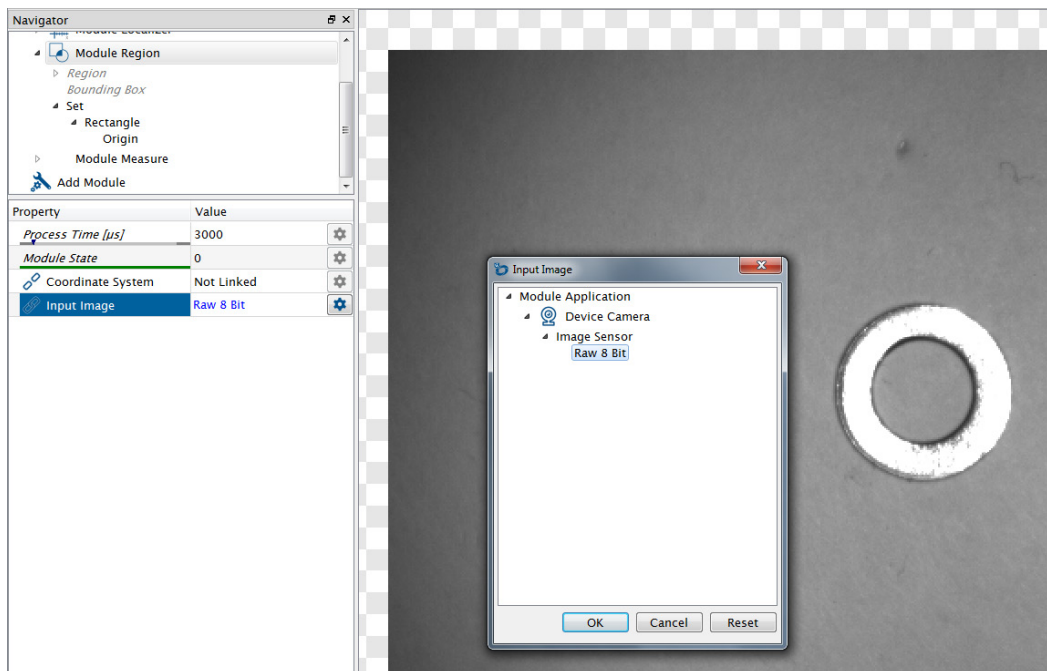 Navigator
Module Region
Region
Bounding Box
Set
Rectangle
Origin
Module Measure
Add Module
Property Value
Process Time [µs] 3000
Module State 0
Coordinate System Not Linked
Input Image Raw 8 Bit
Input Image
Module Application
Device Camera
Image Sensor
Raw 8 Bit
OK Cancel Reset